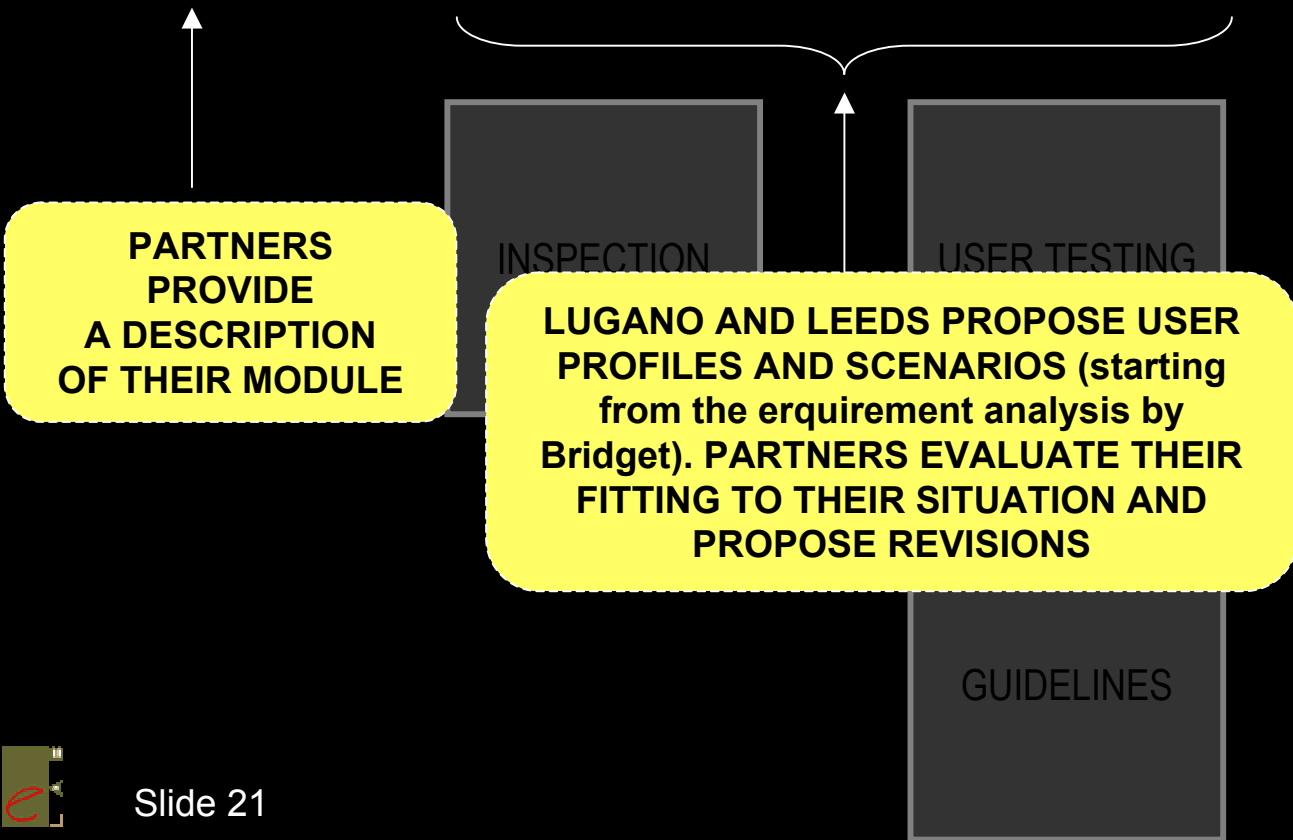 PARTNERS
PROVIDE
A DESCRIPTION
OF THEIR MODULE
INSPECTION
USER TESTING
LUGANO AND LEEDS PROPOSE USER
PROFILES AND SCENARIOS (starting
from the erquirement analysis by
Bridget). PARTNERS EVALUATE THEIR
FITTING TO THEIR SITUATION AND
PROPOSE REVISIONS
GUIDELINES
e
Slide 21